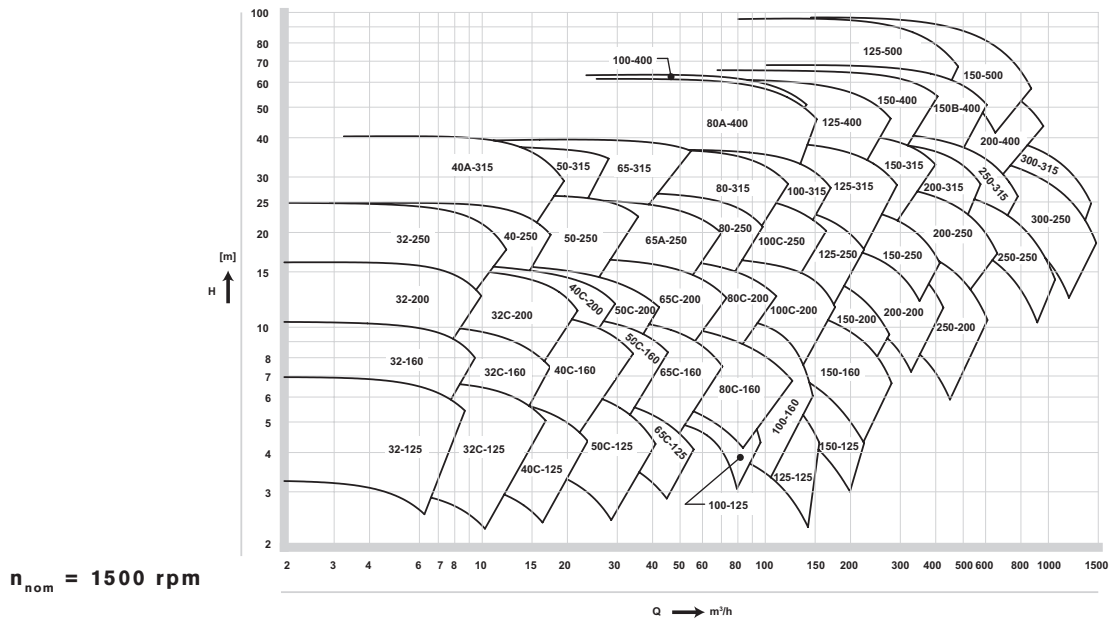 100
80
70
60
50
40
30
25
20
15
10
8
7
6
5
4
3
2
[m]
H
125-500
100-400
150-500
150-400
150B-400
80A-400
125-400
200-400
40A-315
50-315
65-315
150-315
300-315
250-315
80-315
100-315
125-315
200-315
300-250
32-250
40-250
50-250
65A-250
80-250
100C-250
125-250
150-250
200-250
250-250
32-200
32C-200
40C-200
50C-200
65C-200
80C-200
100C-200
150-200
200-200
250-200
32-160
32C-160
40C-160
50C-160
65C-160
80C-160
100-160
150-160
32-125
32C-125
40C-125
50C-125
65C-125
100-125
125-125
150-125
2 3 4 6 7 8 10 15 20 30 40 50 60 80 100 150 200 300 400 500 600 800 1000 1500
n nom = 1500 rpm
Q m³/h